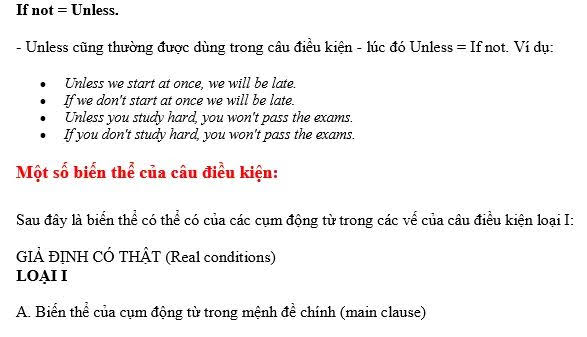 If not = Unless.
- Unless cũng thường được dùng trong câu điều kiện - lúc đó Unless = If not. Ví dụ:
• Unless we start at once, we will be late.
• If we don't start at once we will be late.
• Unless you study hard, you won't pass the exams.
• If you don't study hard, you won't pass the exams.
Một số biến thể của câu điều kiện:
Sau đây là biến thể có thể có của các cụm động từ trong các vế của câu điều kiện loại I:
GIẢ ĐỊNH CÓ THẬT (Real conditions)
LOẠI I
A. Biến thể của cụm động từ trong mệnh đề chính (main clause)